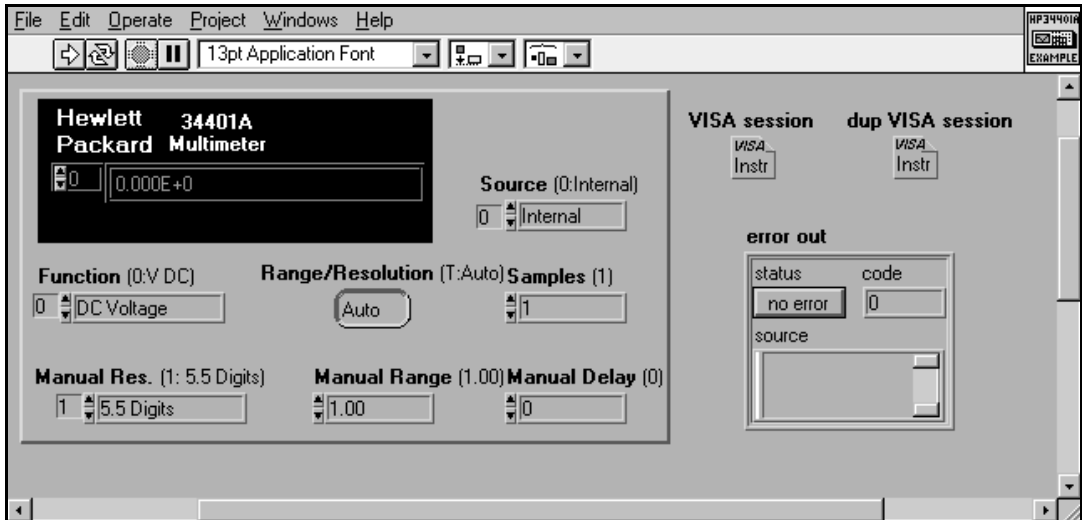 File Edit Operate Project Windows Help
HP34401A
EXAMPLE
13pt Application Font
Hewlett 34401A
Packard Multimeter
0 0.000E+0
VISA session dup VISA session
VISA Instr VISA Instr
Source (0:Internal)
0 Internal
error out
status code
no error 0
source
Function (0:V DC) Range/Resolution (T:Auto) Samples (1)
0 DC Voltage Auto 1
Manual Res. (1: 5.5 Digits) Manual Range (1.00) Manual Delay (0)
1 5.5 Digits 1.00 0